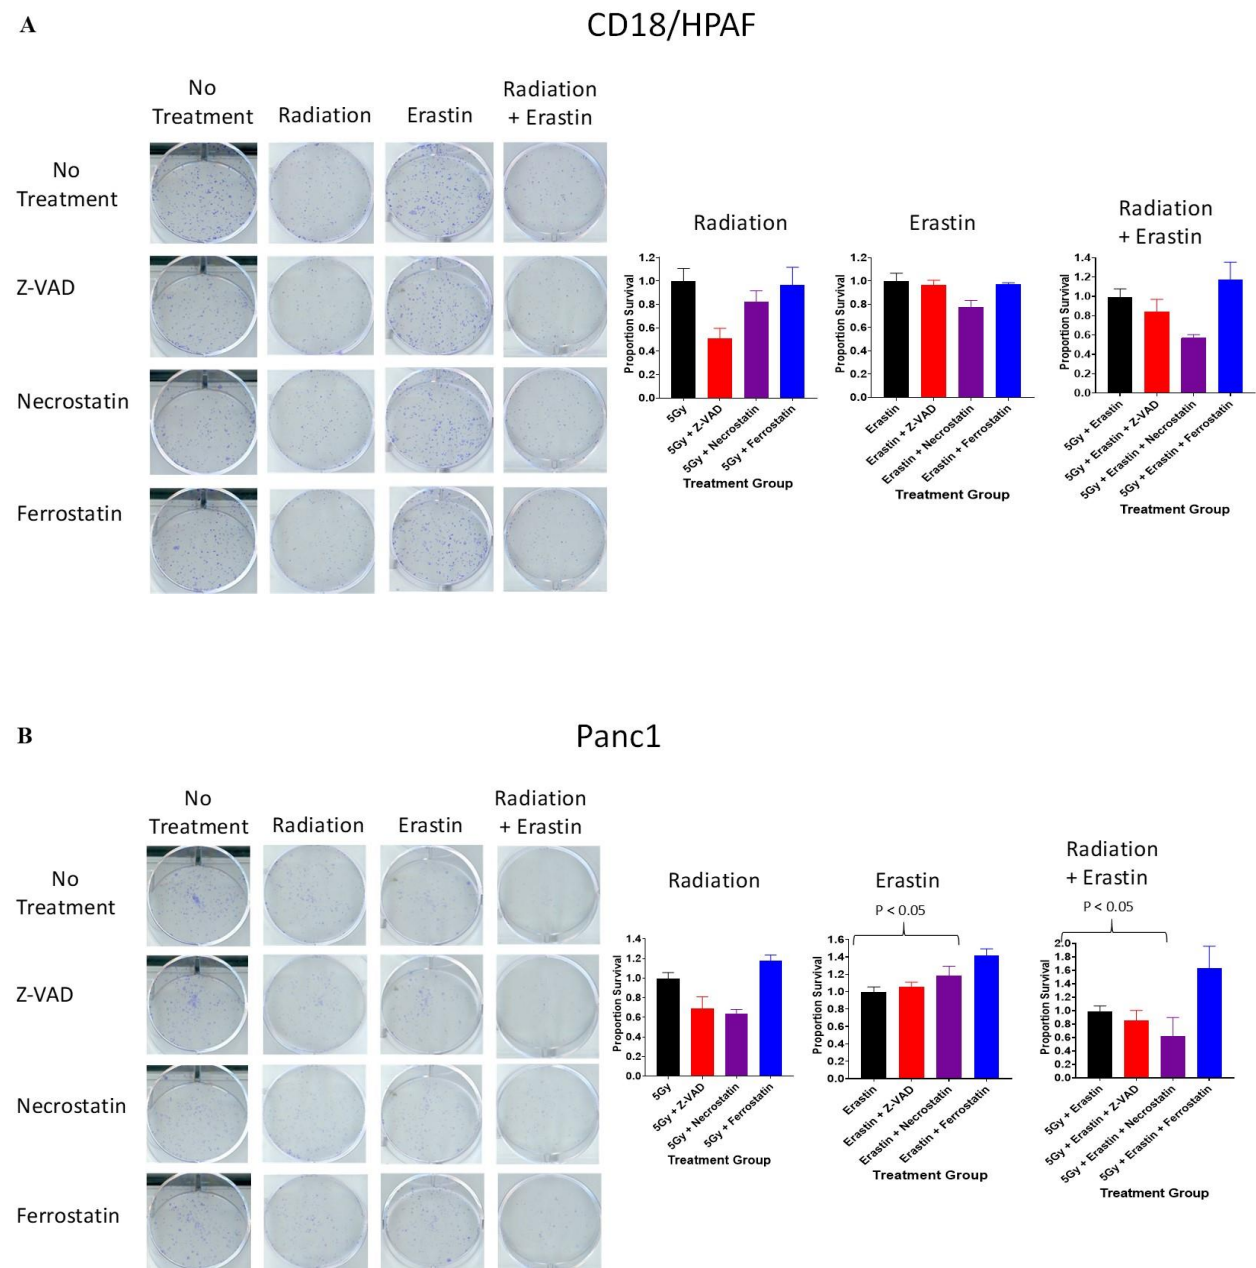 A
CD18/HPAF
No
Treatment
Radiation
Erastin
Radiation
+ Erastin
No
Treatment
Z-VAD
Necrostatin
Ferrostatin
Radiation
Proportion Survival
1.2
1.0
0.8
0.6
0.4
0.2
0.0
5Gy
5Gy + Z-VAD
5Gy + Necrostatin
5Gy + Ferrostatin
Treatment Group
Erastin
Proportion Survival
1.2
1.0
0.8
0.6
0.4
0.2
0.0
Erastin
Erastin + Z-VAD
Erastin + Necrostatin
Erastin + Ferrostatin
Treatment Group
Radiation
+ Erastin
Proportion Survival
1.4
1.2
1.0
0.8
0.6
0.4
0.2
0.0
5Gy + Erastin
5Gy + Erastin + Z-VAD
5Gy + Erastin + Necrostatin
5Gy + Erastin + Ferrostatin
Treatment Group
B
Panc1
No
Treatment
Radiation
Erastin
Radiation
+ Erastin
No
Treatment
Z-VAD
Necrostatin
Ferrostatin
Radiation
Proportion Survival
1.4
1.2
1.0
0.8
0.6
0.4
0.2
0.0
5Gy
5Gy + Z-VAD
5Gy + Necrostatin
5Gy + Ferrostatin
Treatment Group
Erastin
P < 0.05
Proportion Survival
1.6
1.4
1.2
1.0
0.8
0.6
0.4
0.2
0.0
Erastin
Erastin + Z-VAD
Erastin + Necrostatin
Erastin + Ferrostatin
Treatment Group
Radiation
+ Erastin
P < 0.05
Proportion Survival
2.0
1.8
1.6
1.4
1.2
1.0
0.8
0.6
0.4
0.2
0.0
5Gy + Erastin
5Gy + Erastin + Z-VAD
5Gy + Erastin + Necrostatin
5Gy + Erastin + Ferrostatin
Treatment Group